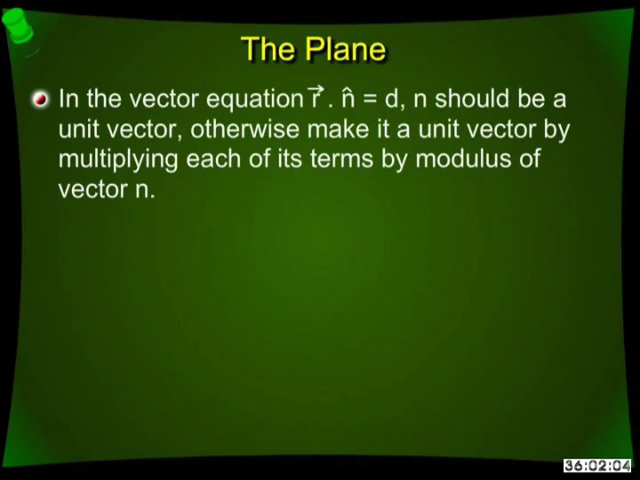 The Plane
In the vector equation r⃗ . n̂ = d, n should be a
unit vector, otherwise make it a unit vector by
multiplying each of its terms by modulus of
vector n.
36:02:04